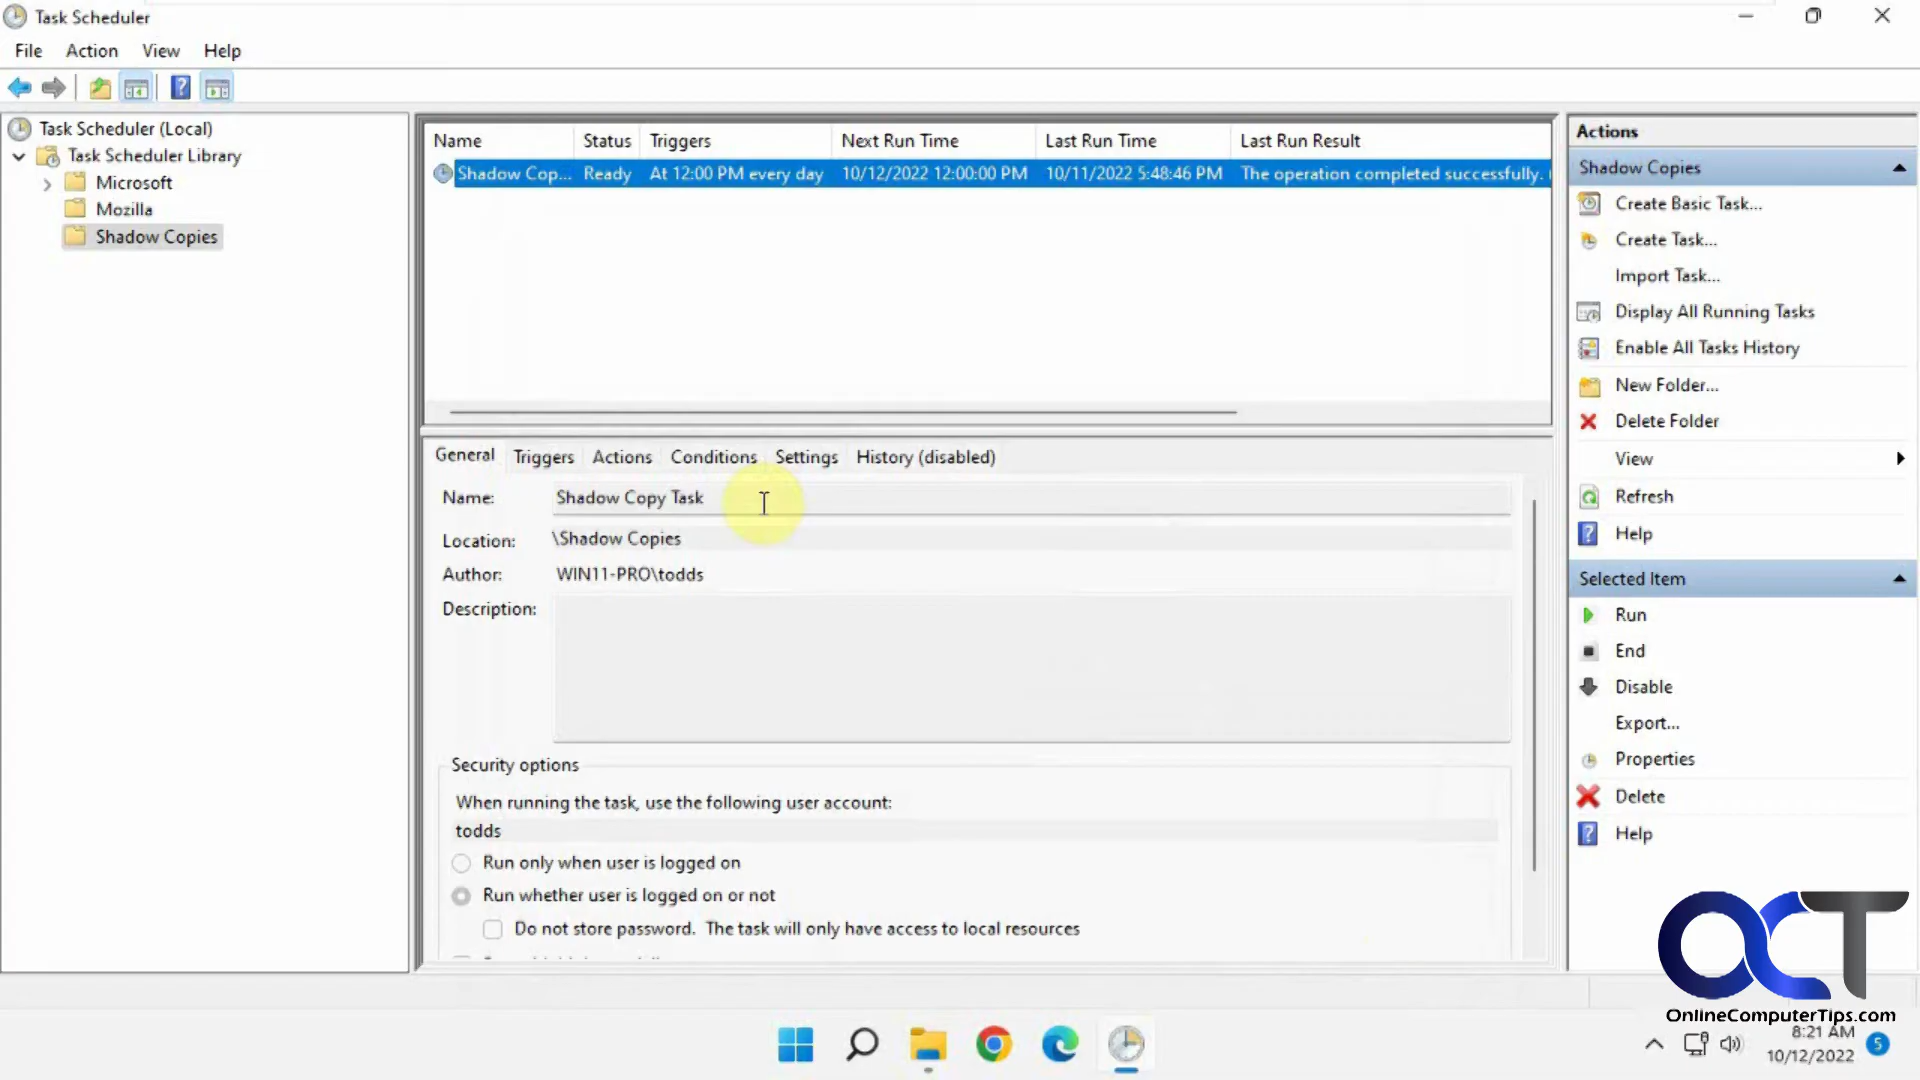 Task Scheduler
File Action View Help
Task Scheduler (Local)
Task Scheduler Library
Microsoft
Mozilla
Shadow Copies
Name Status Triggers Next Run Time Last Run Time Last Run Result
Shadow Cop... Ready At 12:00 PM every day 10/12/2022 12:00:00 PM 10/11/2022 5:48:46 PM The operation completed successfully.
General Triggers Actions Conditions Settings History (disabled)
Name: Shadow Copy Task
Location: \Shadow Copies
Author: WIN11-PRO\todds
Description:
Security options
When running the task, use the following user account:
todds
Run only when user is logged on
Run whether user is logged on or not
Do not store password. The task will only have access to local resources
Actions
Shadow Copies
Create Basic Task...
Create Task...
Import Task...
Display All Running Tasks
Enable All Tasks History
New Folder...
Delete Folder
View
Refresh
Help
Selected Item
Run
End
Disable
Export...
Properties
Delete
Help
OCT
OnlineComputerTips.com
8:21 AM
10/12/2022
5